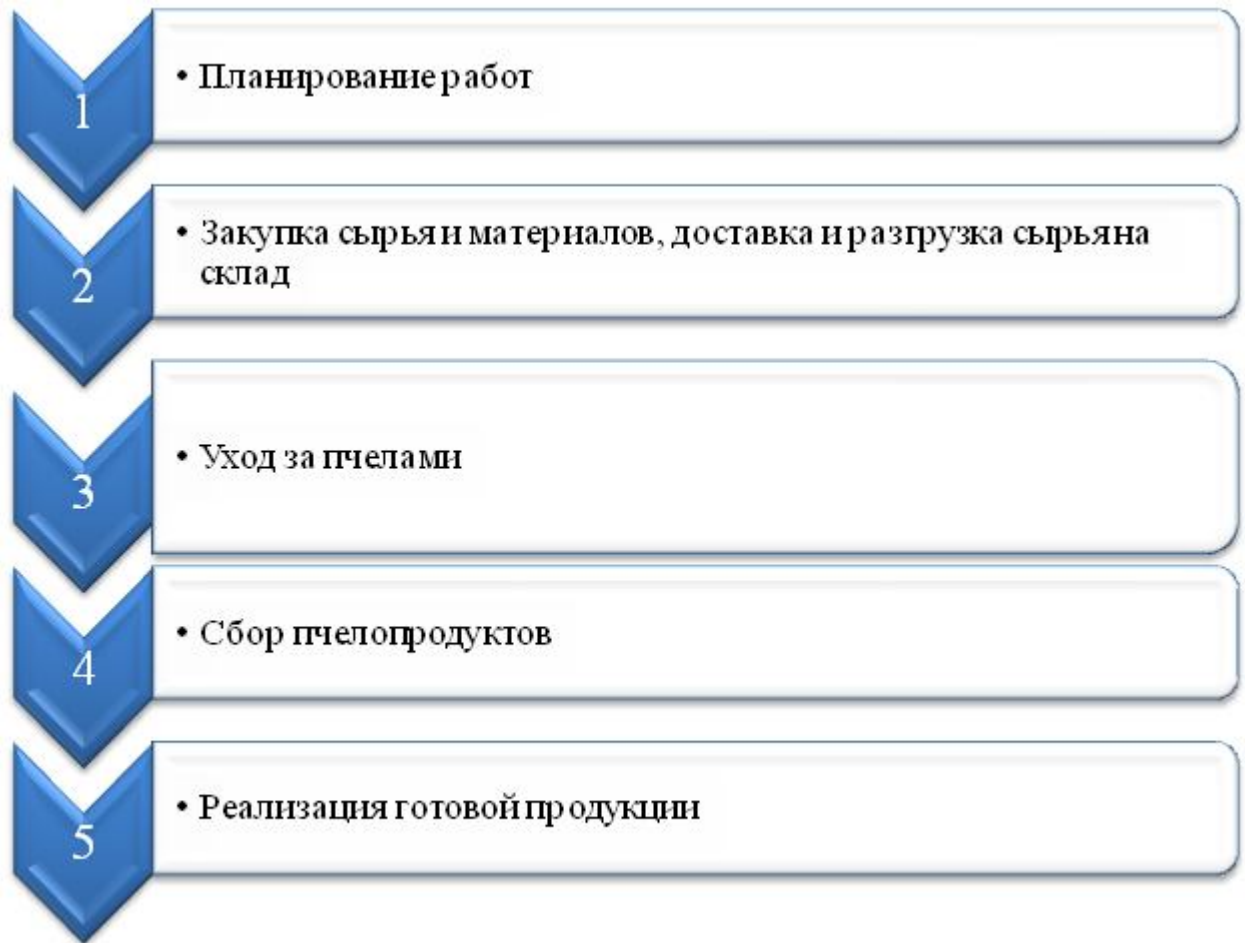 1
• Планирование работ
2
• Закупка сырья и материалов, доставка и разгрузка сырья на
склад
3
• Уход за пчелами
4
• Сбор пчелопродуктов
5
• Реализация готовой продукции